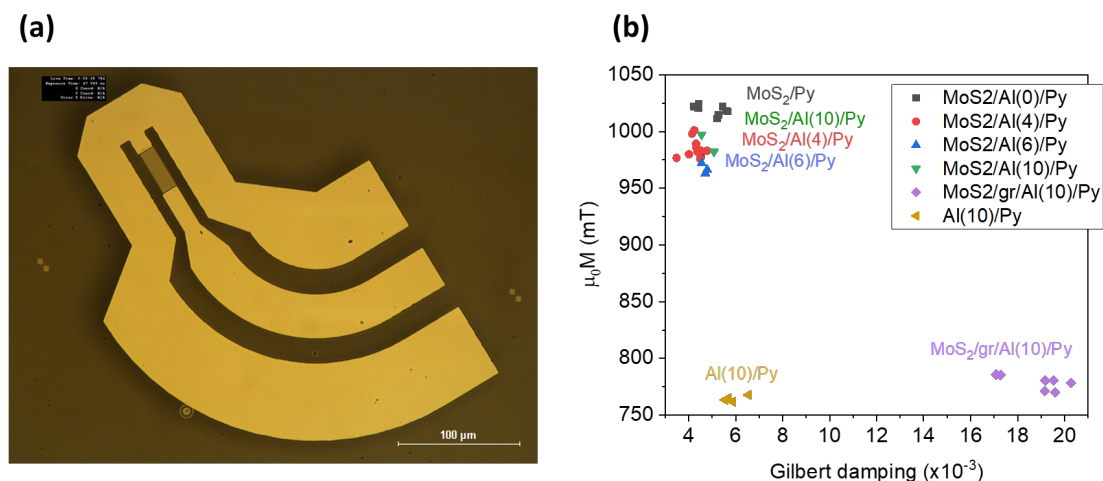 (a)
(b)
100 µm
1050
1000
950
900
850
800
750
μ₀M (mT)
4
6
8
10
12
14
16
18
20
Gilbert damping (x10⁻³)
MoS₂/Py
MoS₂/Al(10)/Py
MoS₂/Al(4)/Py
MoS₂/Al(6)/Py
MoS2/Al(0)/Py
MoS2/Al(4)/Py
MoS2/Al(6)/Py
MoS2/Al(10)/Py
MoS2/gr/Al(10)/Py
Al(10)/Py
MoS₂/gr/Al(10)/Py
Al(10)/Py